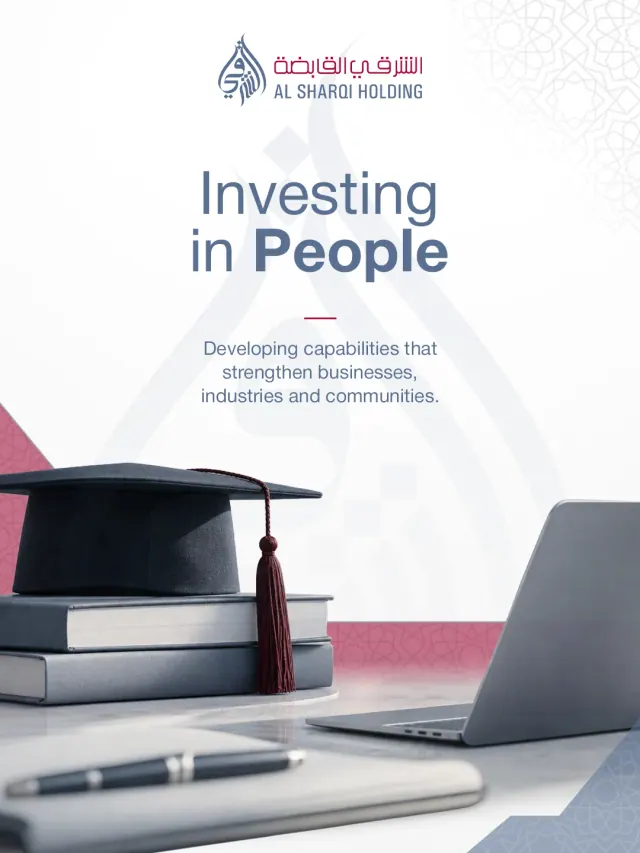 الشرقي القابضة
AL SHARQI HOLDING
Investing
in People
Developing capabilities that
strengthen businesses,
industries and communities.